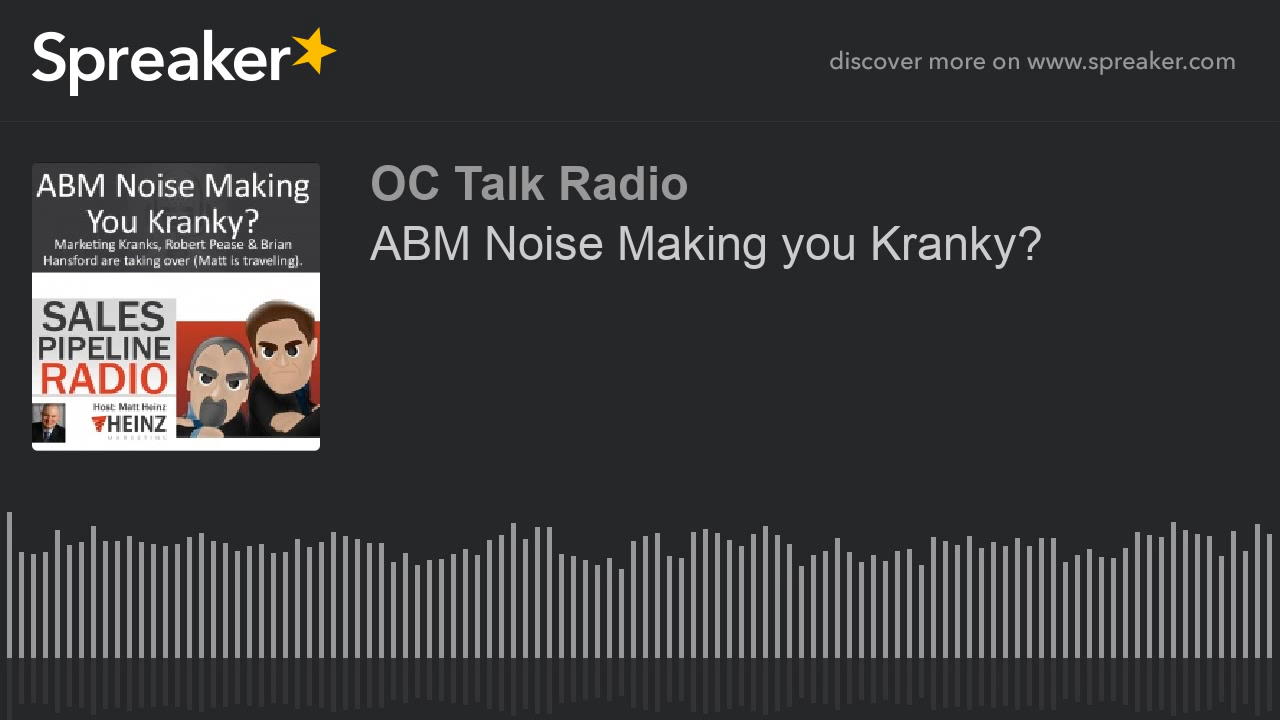 Spreaker
discover more on www.spreaker.com
ABM Noise Making
You Kranky?
Marketing Kranks, Robert Pease & Brian
Hansford are taking over (Matt is traveling).
SALES
PIPELINE
RADIO
Host: Matt Heinz
HEINZ
MARKETING
OC Talk Radio
ABM Noise Making you Kranky?